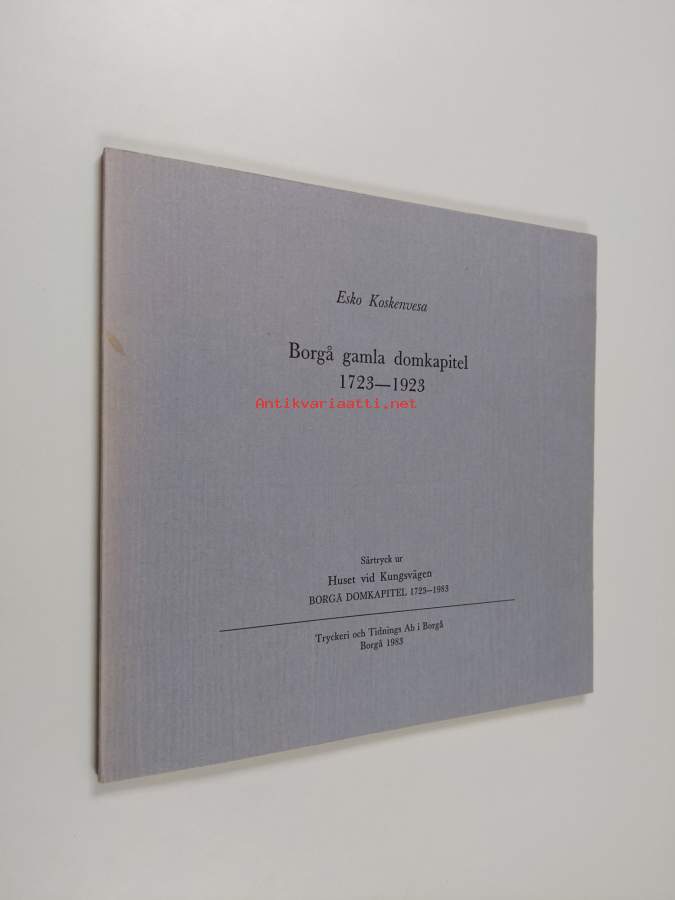 Esko Koskenvesa
Borgå gamla domkapitel
1723—1923
Antikvariaatti.net
Särtryck ur
Huset vid Kungsvägen
BORGÅ DOMKAPITEL 1723–1983
Tryckeri och Tidnings Ab i Borgå
Borgå 1983